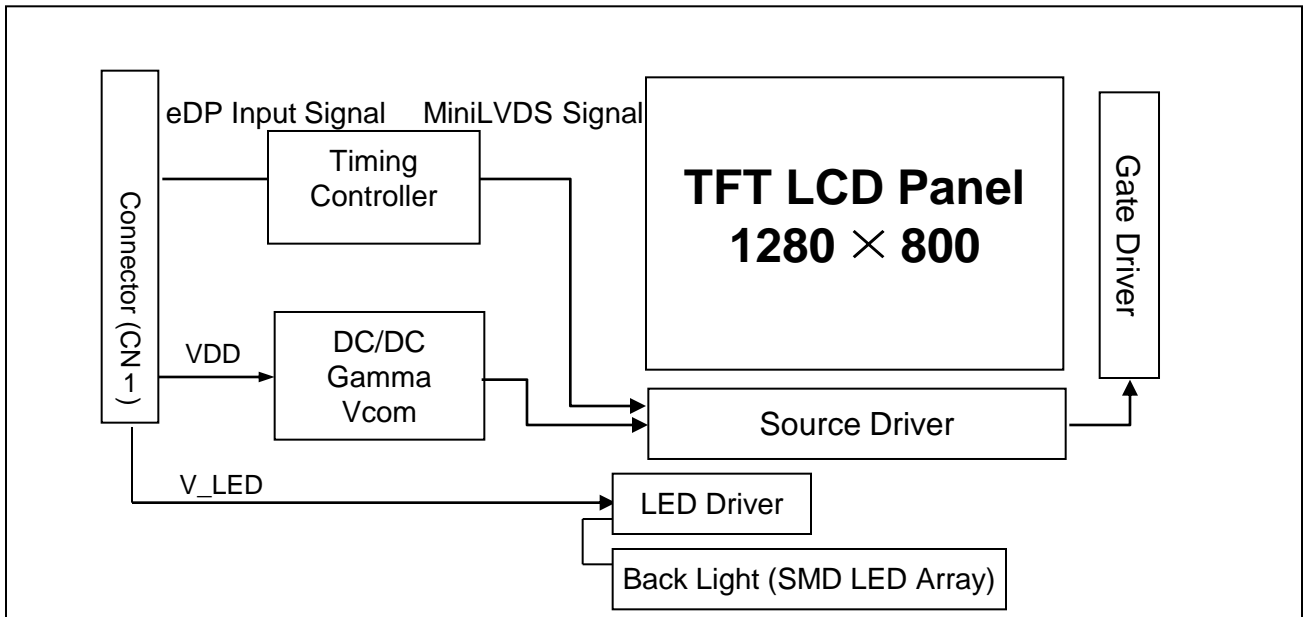 eDP Input Signal
MiniLVDS Signal
Connector (CN1)
Timing
Controller
TFT LCD Panel
1280 × 800
Gate Driver
VDD
DC/DC
Gamma
Vcom
Source Driver
V_LED
LED Driver
Back Light (SMD LED Array)